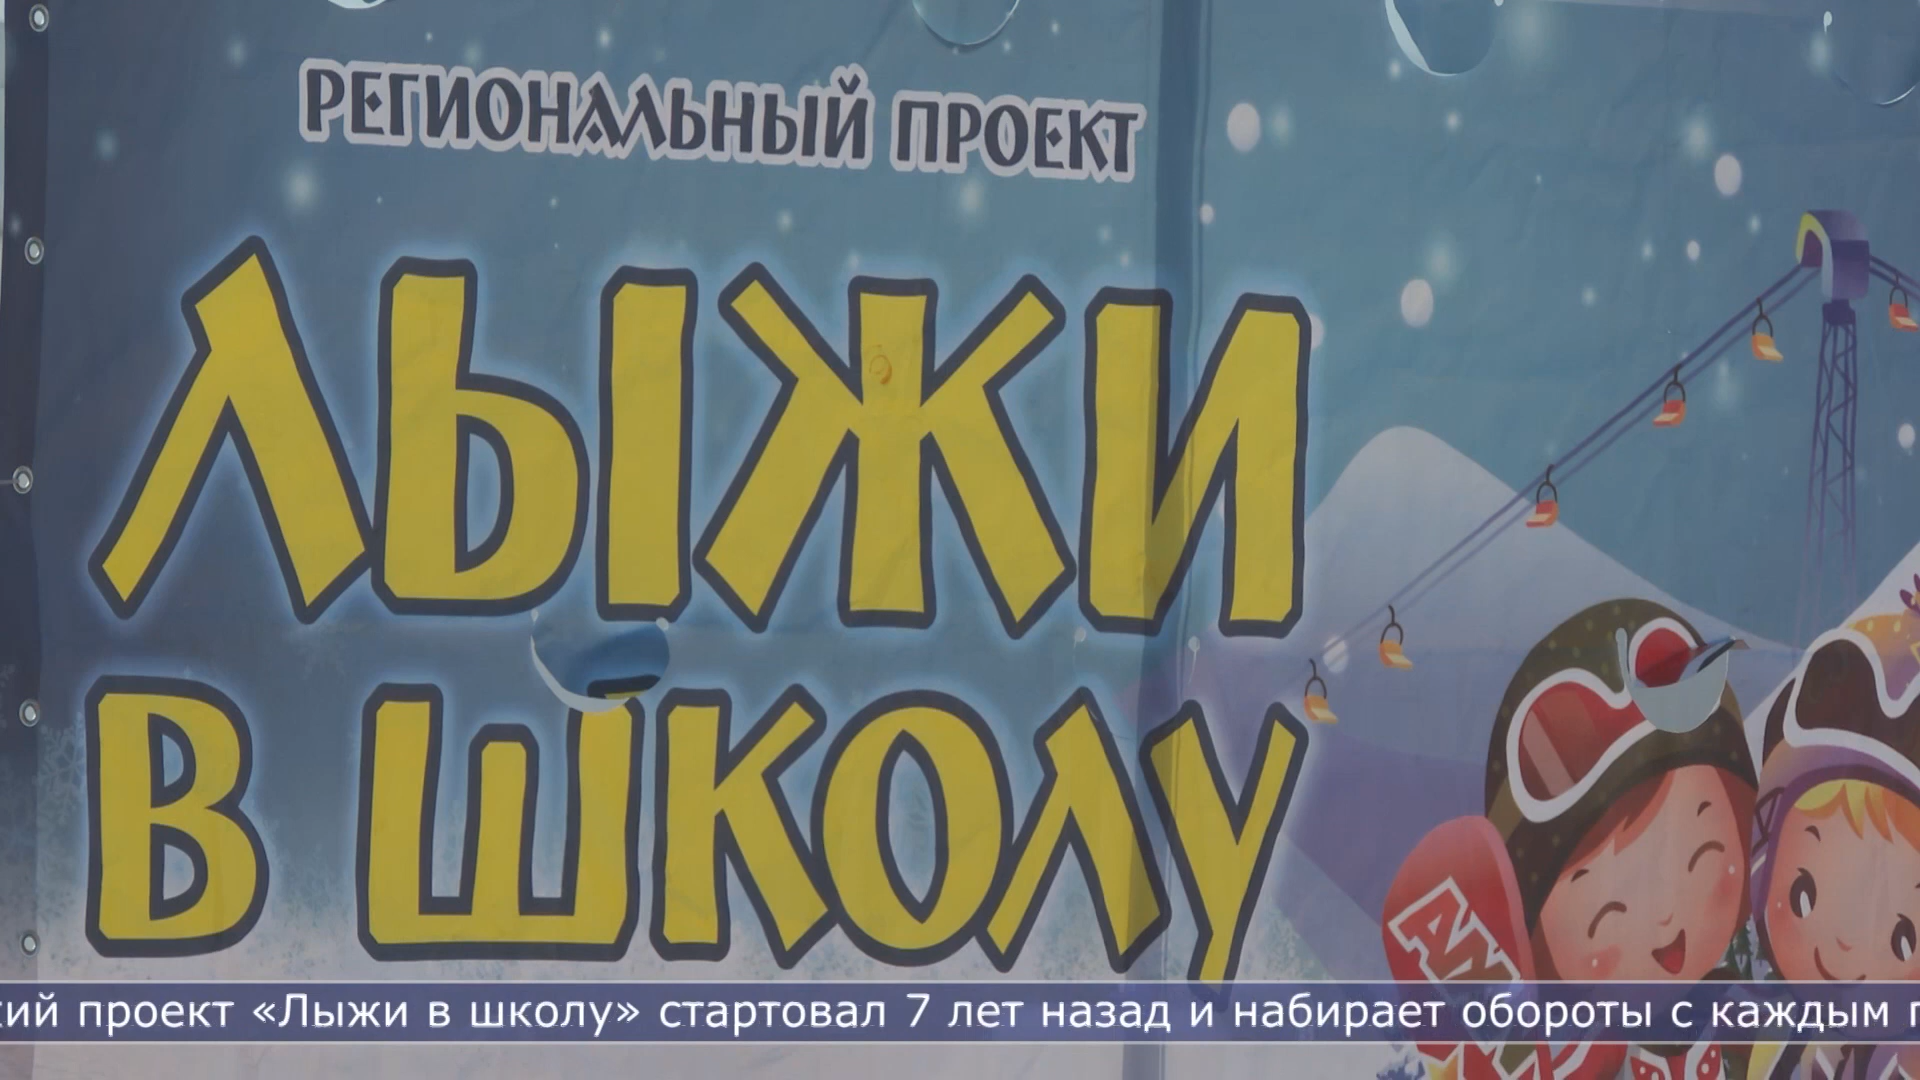 РЕГИОНАЛЬНЫЙ ПРОЕКТ
ЛЫЖИ
В ШКОЛУ
проект «Лыжи в школу» стартовал 7 лет назад и набирает обороты с каждым